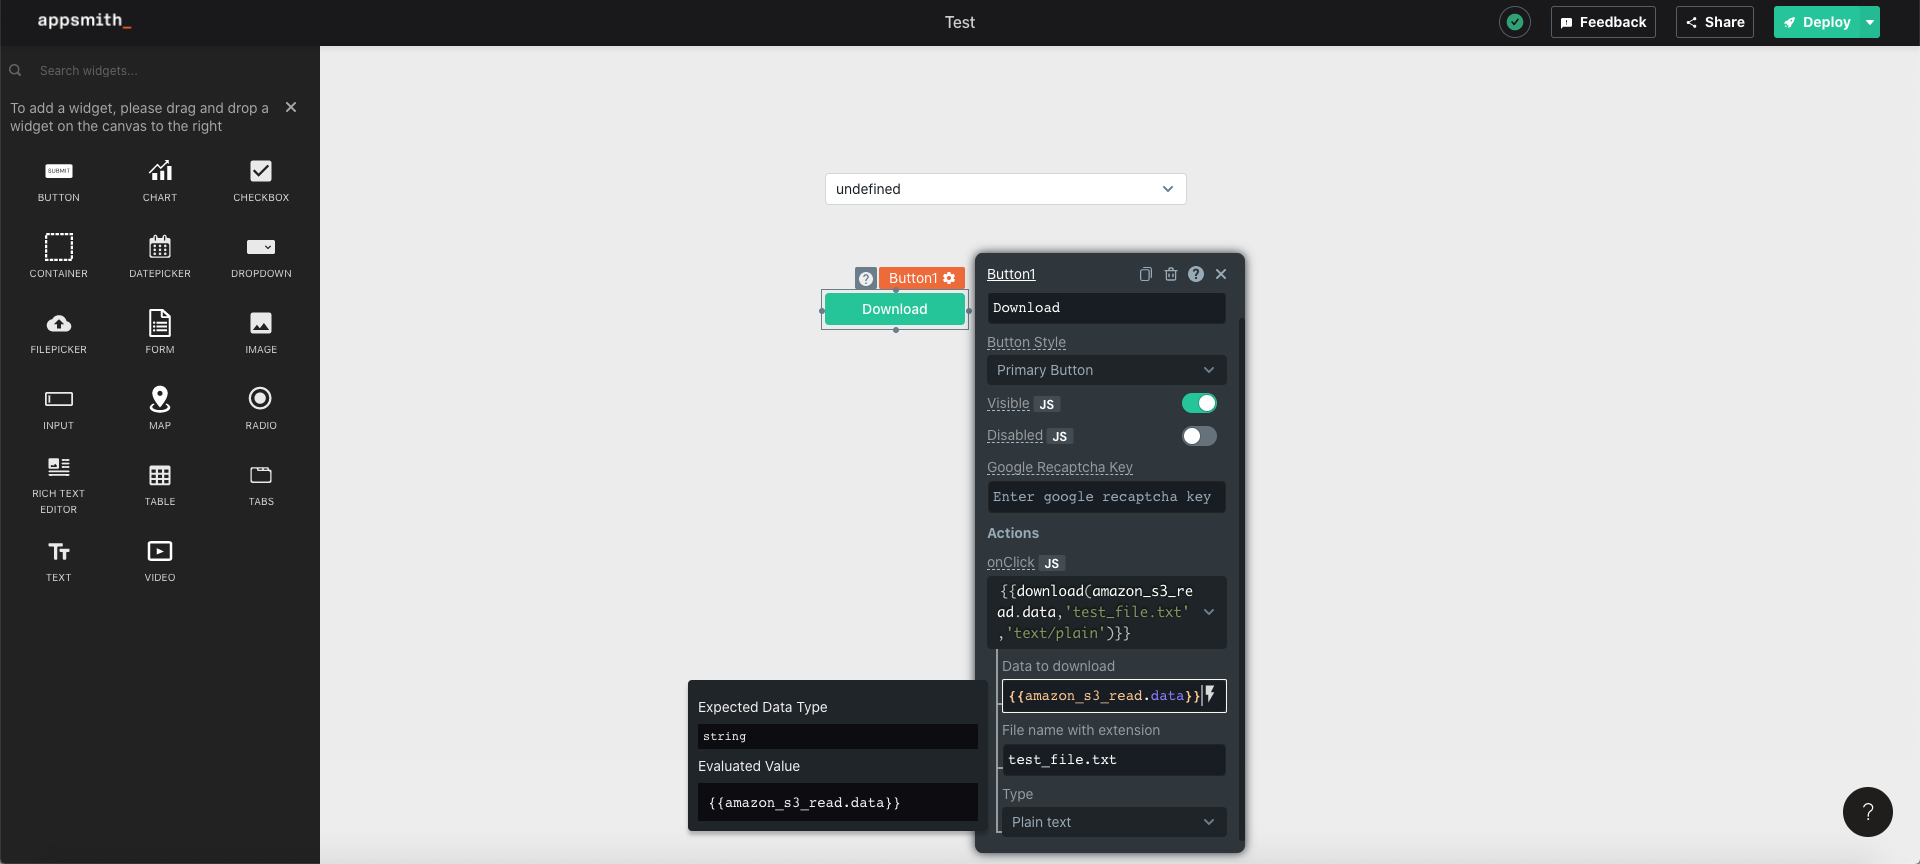 appsmith_
Test
Feedback
Share
Deploy
Search widgets...
To add a widget, please drag and drop a
widget on the canvas to the right
SUBMIT
BUTTON
CHART
CHECKBOX
CONTAINER
DATEPICKER
DROPDOWN
FILEPICKER
FORM
IMAGE
INPUT
MAP
RADIO
RICH TEXT
EDITOR
TABLE
TABS
TEXT
VIDEO
undefined
? Button1
Download
Button1
?
Download
Button Style
Primary Button
Visible JS
Disabled JS
Google Recaptcha Key
Enter google recaptcha key
Actions
onClick JS
{{download(amazon_s3_re
ad.data,'test_file.txt'
,'text/plain')}}
Data to download
{{amazon_s3_read.data}}
File name with extension
test_file.txt
Type
Plain text
Expected Data Type
string
Evaluated Value
{{amazon_s3_read.data}}
?